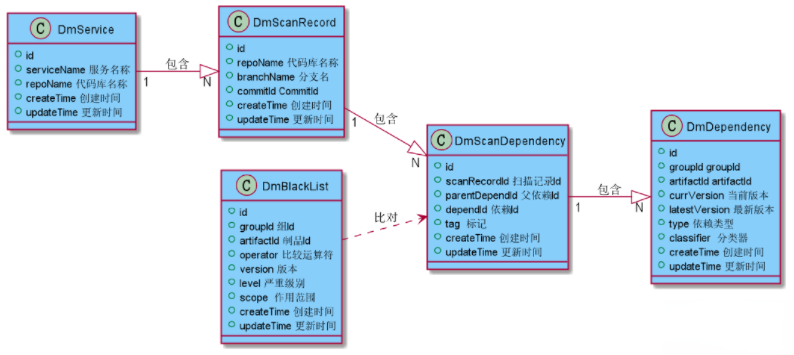 C DmService
id
serviceName 服务名称
repoName 代码库名称
createTime 创建时间
updateTime 更新时间
包含
1
N
C DmScanRecord
id
repoName 代码库名称
branchName 分支名
commitId CommitId
createTime 创建时间
updateTime 更新时间
包含
1
N
C DmScanDependency
id
scanRecordId 扫描记录Id
parentDependId 父依赖Id
dependId 依赖Id
tag 标记
createTime 创建时间
updateTime 更新时间
包含
1
N
C DmDependency
id
groupId groupId
artifactId artifactId
currVersion 当前版本
latestVersion 最新版本
type 依赖类型
classifier 分类器
createTime 创建时间
updateTime 更新时间
C DmBlackList
id
groupId 组Id
artifactId 制品Id
operator 比较运算符
version 版本
level 严重级别
scope 作用范围
createTime 创建时间
updateTime 更新时间
比对